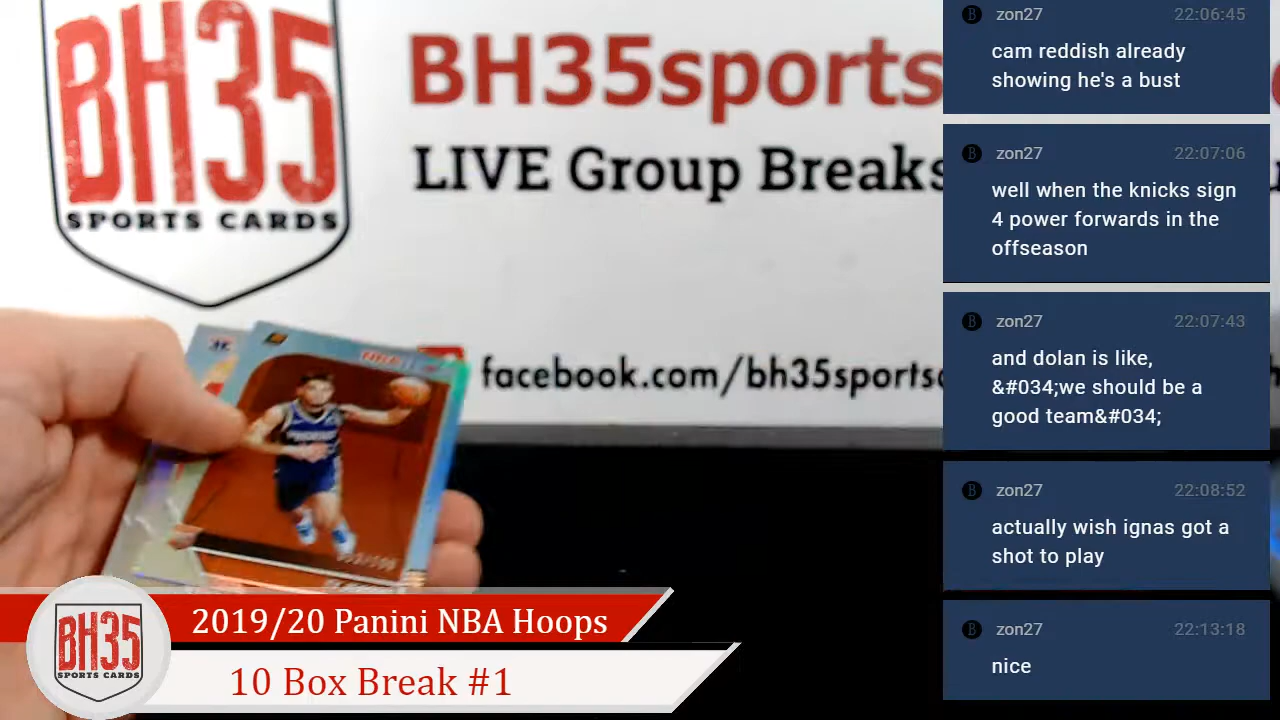 BH35
SPORTS CARDS
BH35sports
LIVE Group Breaks
facebook.com/bh35sportsc
zon27 22:06:45
cam reddish already
showing he's a bust
zon27 22:07:06
well when the knicks sign
4 power forwards in the
offseason
zon27 22:07:43
and dolan is like,
&#034;we should be a
good team&#034;
zon27 22:08:52
actually wish ignas got a
shot to play
zon27 22:13:18
nice
BH35
SPORTS CARDS
2019/20 Panini NBA Hoops
10 Box Break #1